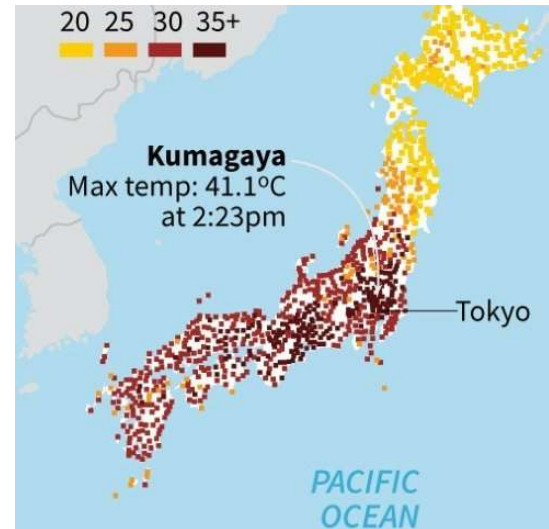 20 25 30 35+
Kumagaya
Max temp: 41.1ºC
at 2:23pm
Tokyo
PACIFIC
OCEAN